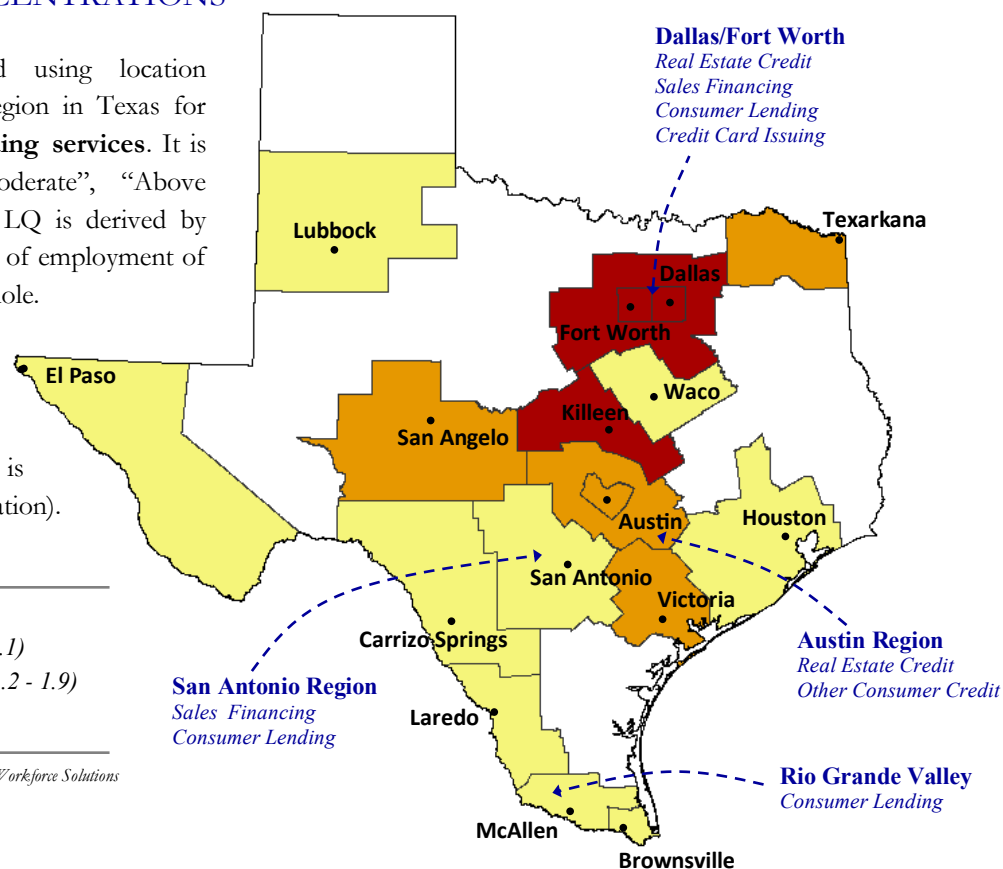 CENTRATIONS
d using location
egion in Texas for
ing services. It is
oderate”, “Above
LQ is derived by
of employment of
ole.
is
ation).
.1)
.2 - 1.9)
Workforce Solutions
Dallas/Fort Worth
Real Estate Credit
Sales Financing
Consumer Lending
Credit Card Issuing
Texarkana
Lubbock
Dallas
Fort Worth
El Paso
Waco
Killeen
San Angelo
Austin
Houston
San Antonio
Victoria
Carrizo Springs
Austin Region
Real Estate Credit
Other Consumer Credit
San Antonio Region
Sales Financing
Consumer Lending
Laredo
Rio Grande Valley
Consumer Lending
McAllen
Brownsville